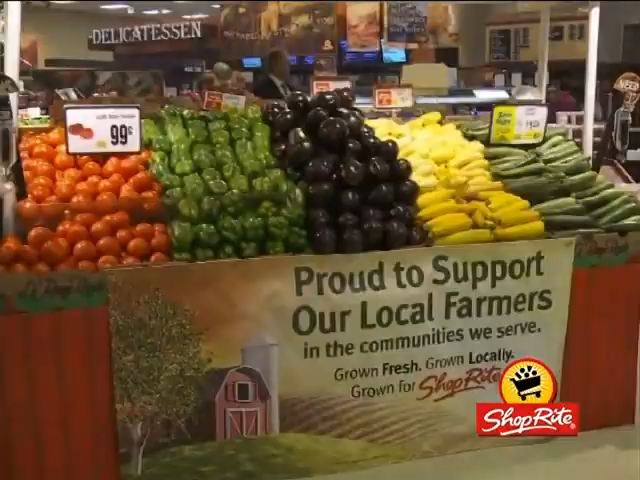 DELICATESSEN
99¢
Proud to Support
Our Local Farmers
in the communities we serve.
Grown Fresh. Grown Locally.
Grown for ShopRite
ShopRite